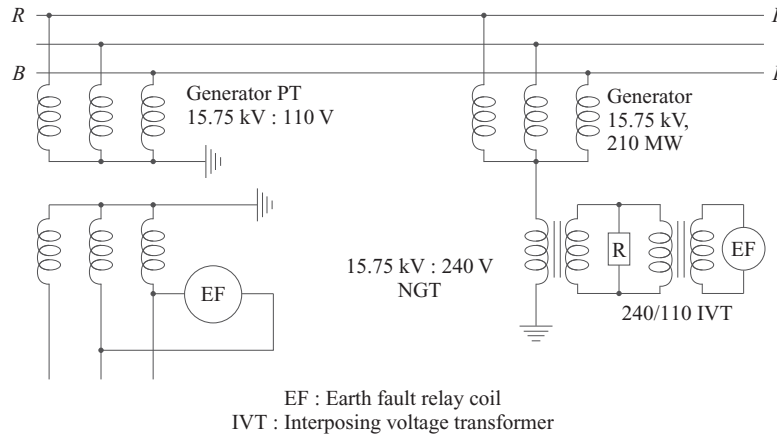 R
B
Generator PT
15.75 kV : 110 V
Generator
15.75 kV,
210 MW
15.75 kV : 240 V
NGT
R
EF
EF
240/110 IVT
EF : Earth fault relay coil
IVT : Interposing voltage transformer